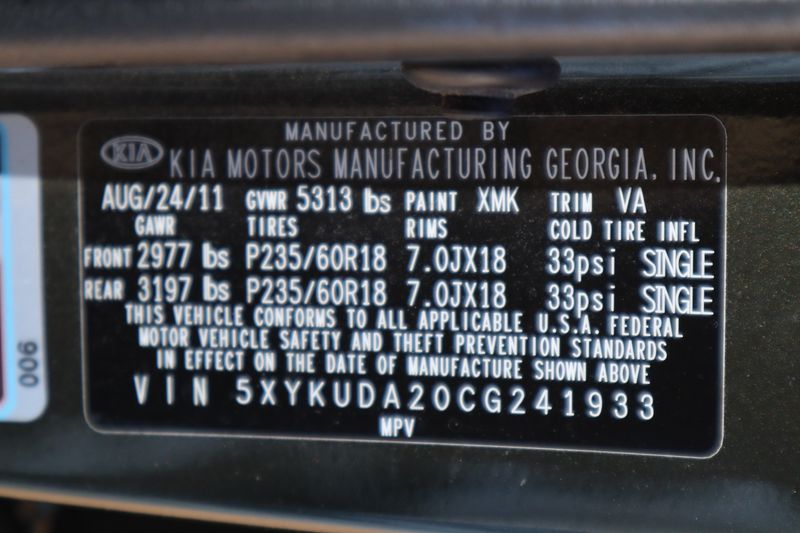 MANUFACTURED BY
KIA KIA MOTORS MANUFACTURING GEORGIA, INC.
AUG/24/11 GVWR 5313 lbs PAINT XMK TRIM VA
GAWR TIRES RIMS COLD TIRE INFL
FRONT 2977 lbs P235/60R18 7.0JX18 33psi SINGLE
REAR 3197 lbs P235/60R18 7.0JX18 33psi SINGLE
THIS VEHICLE CONFORMS TO ALL APPLICABLE U.S.A. FEDERAL
MOTOR VEHICLE SAFETY AND THEFT PREVENTION STANDARDS
IN EFFECT ON THE DATE OF MANUFACTURE SHOWN ABOVE
VIN 5XYKUDA20CG241933
MPV
006